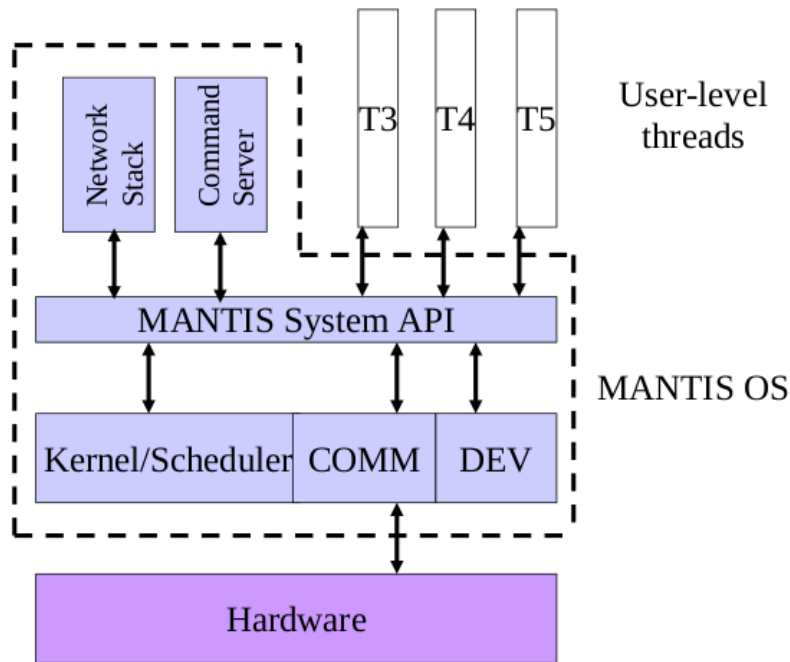 Network
Stack
Command
Server
T3
T4
T5
User-level
threads
MANTIS System API
MANTIS OS
Kernel/Scheduler
COMM
DEV
Hardware